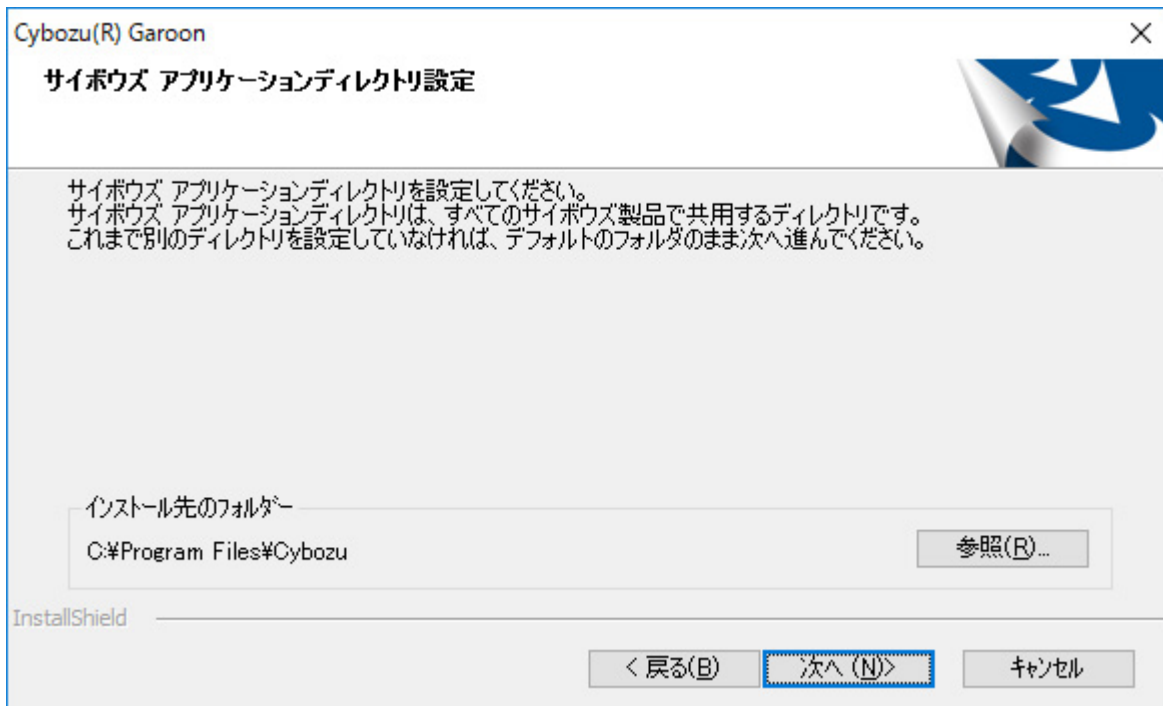 Cybozu(R) Garoon
サイボウズ アプリケーションディレクトリ設定
サイボウズ アプリケーションディレクトリを設定してください。
サイボウズ アプリケーションディレクトリは、すべてのサイボウズ製品で共用するディレクトリです。
これまで別のディレクトリを設定していなければ、デフォルトのフォルダのまま次へ進んでください。
インストール先のフォルダー
C:¥Program Files¥Cybozu
参照(R)...
InstallShield
< 戻る(B)
次へ (N)>
キャンセル